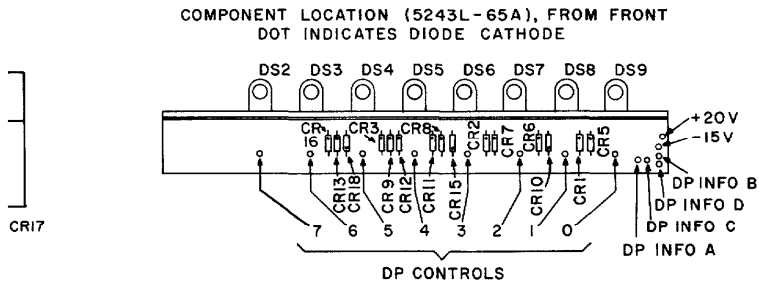 COMPONENT LOCATION (5243L-65A), FROM FRONT
DOT INDICATES DIODE CATHODE
DS2 DS3 DS4 DS5 DS6 DS7 DS8 DS9
+20V
-15V
CR
16
CR3
CR8
CR2
CR7
CR6
CR5
DP INFO B
CR13
CR18
CR9
CR12
CR11
CR15
CR10
CR1
DP INFO D
DP INFO C
DP INFO A
7 6 5 4 3 2 1 0
CR17
DP CONTROLS